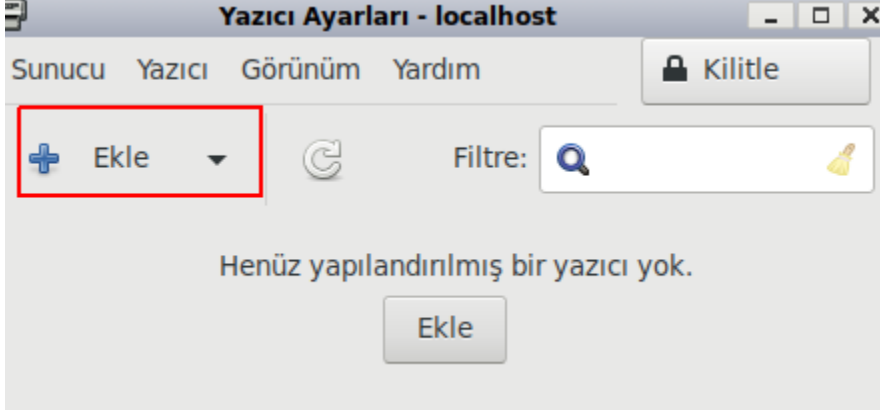 Yazıcı Ayarları - localhost
Sunucu Yazıcı Görünüm Yardım Kilitle
Ekle Filtre:
Henüz yapılandırılmış bir yazıcı yok.
Ekle